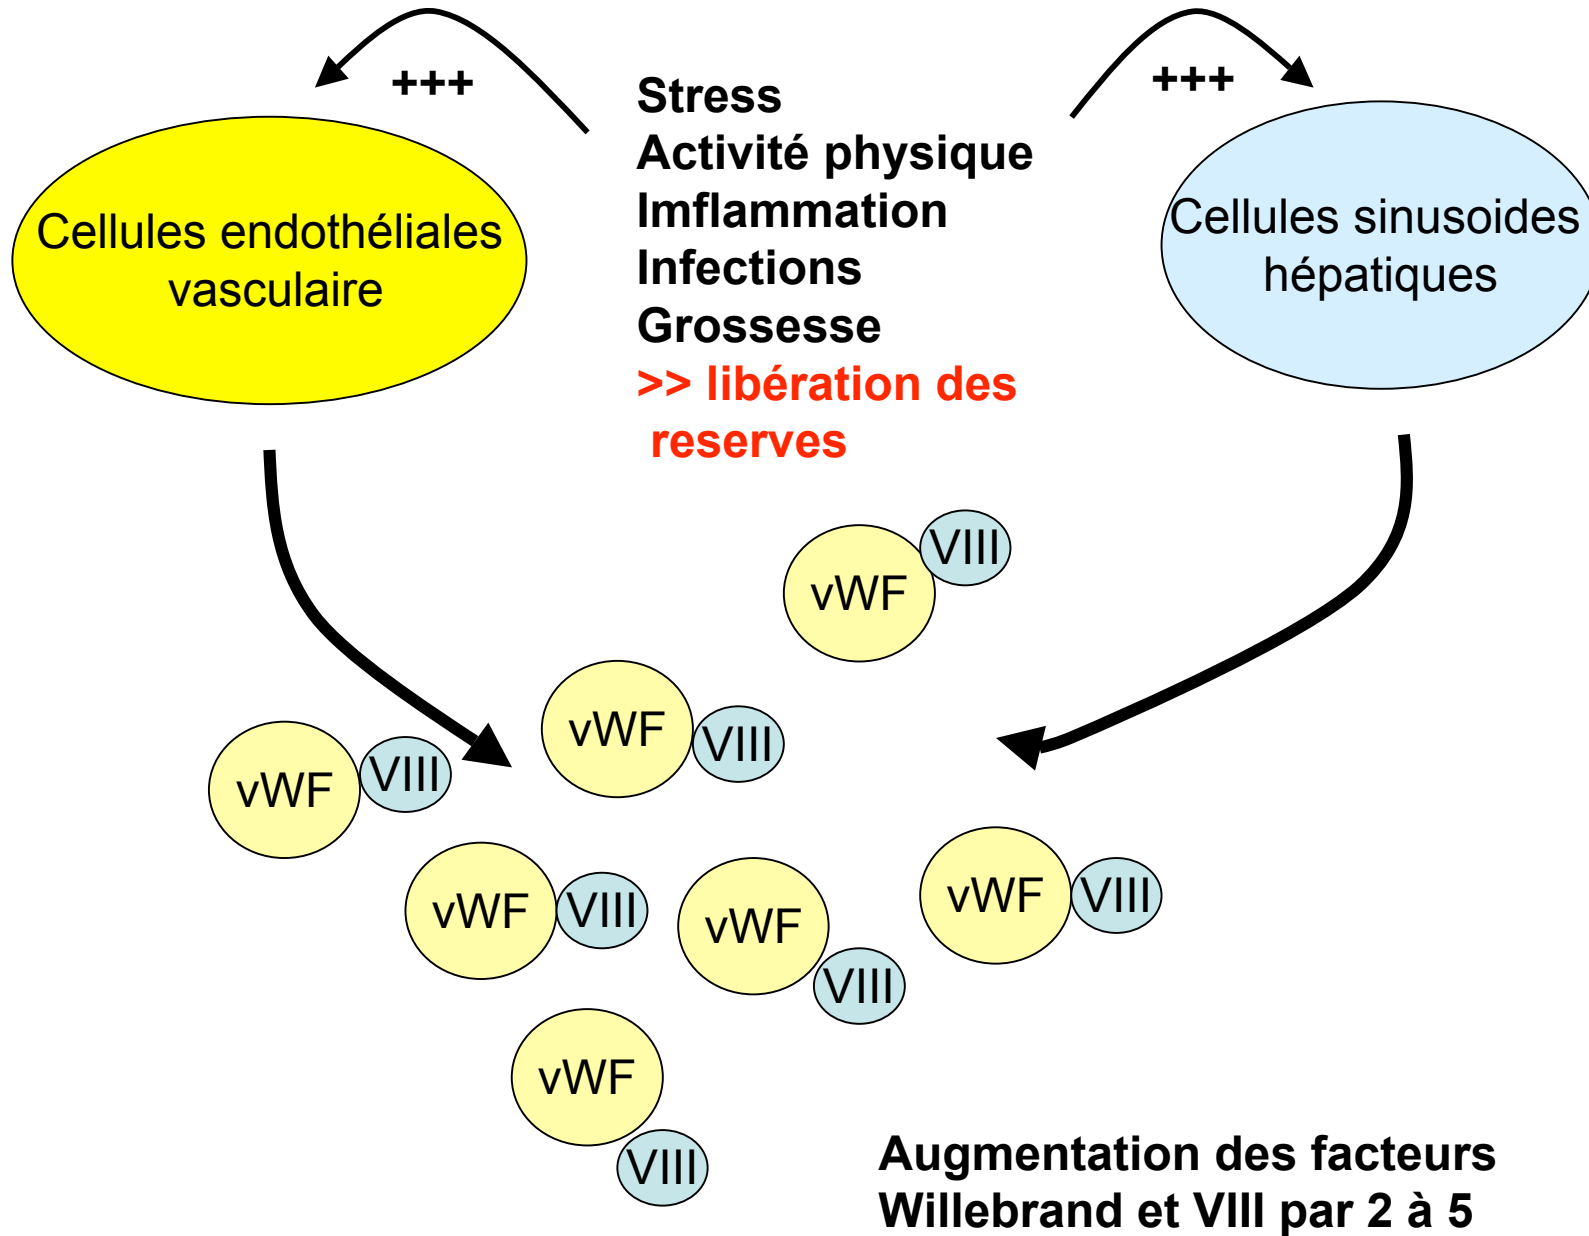 +++
+++
Stress
Activité physique
Imflammation
Infections
Grossesse
>> libération des
reserves
Cellules endothéliales
vasculaire
Cellules sinusoides
hépatiques
vWF
VIII
vWF
VIII
vWF
VIII
vWF
VIII
vWF
VIII
vWF
VIII
vWF
VIII
Augmentation des facteurs
Willebrand et VIII par 2 à 5